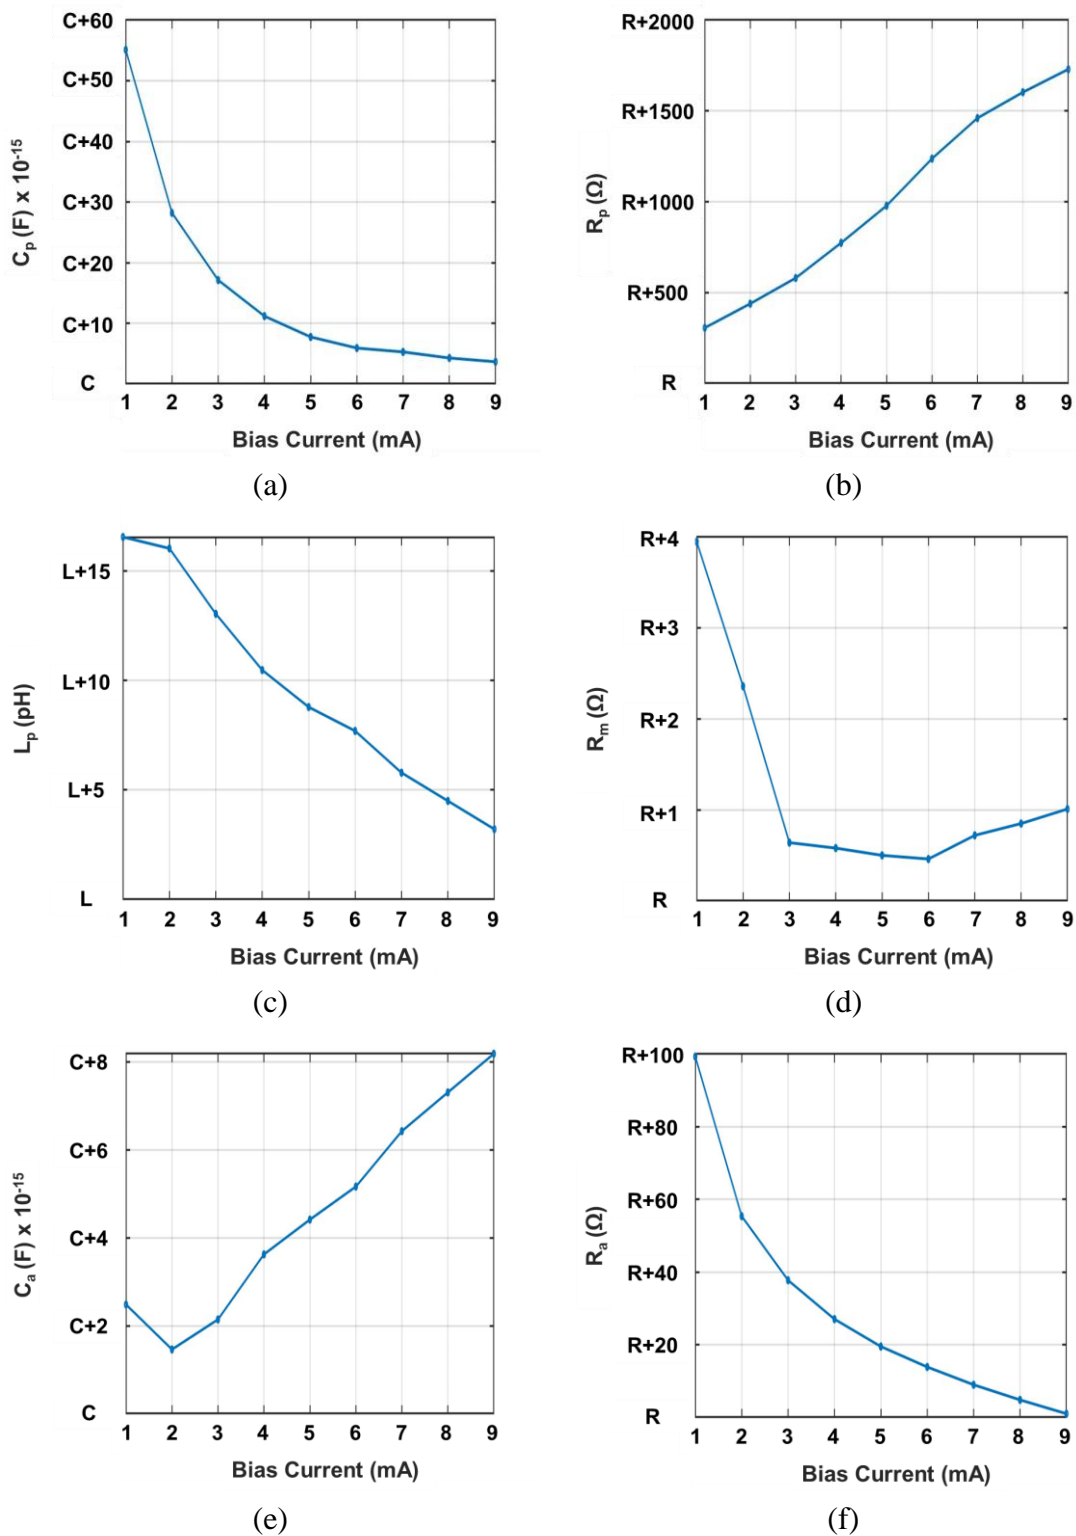 C+60
C+50
C+40
C+30
C+20
C+10
C
Cp (F) x 10-15
1 2 3 4 5 6 7 8 9
Bias Current (mA)
(a)
R+2000
R+1500
R+1000
R+500
R
Rp (Ω)
1 2 3 4 5 6 7 8 9
Bias Current (mA)
(b)
L+15
L+10
L+5
L
Lp (pH)
1 2 3 4 5 6 7 8 9
Bias Current (mA)
(c)
R+4
R+3
R+2
R+1
R
Rm (Ω)
1 2 3 4 5 6 7 8 9
Bias Current (mA)
(d)
C+8
C+6
C+4
C+2
C
Ca (F) x 10-15
1 2 3 4 5 6 7 8 9
Bias Current (mA)
(e)
R+100
R+80
R+60
R+40
R+20
R
Ra (Ω)
1 2 3 4 5 6 7 8 9
Bias Current (mA)
(f)